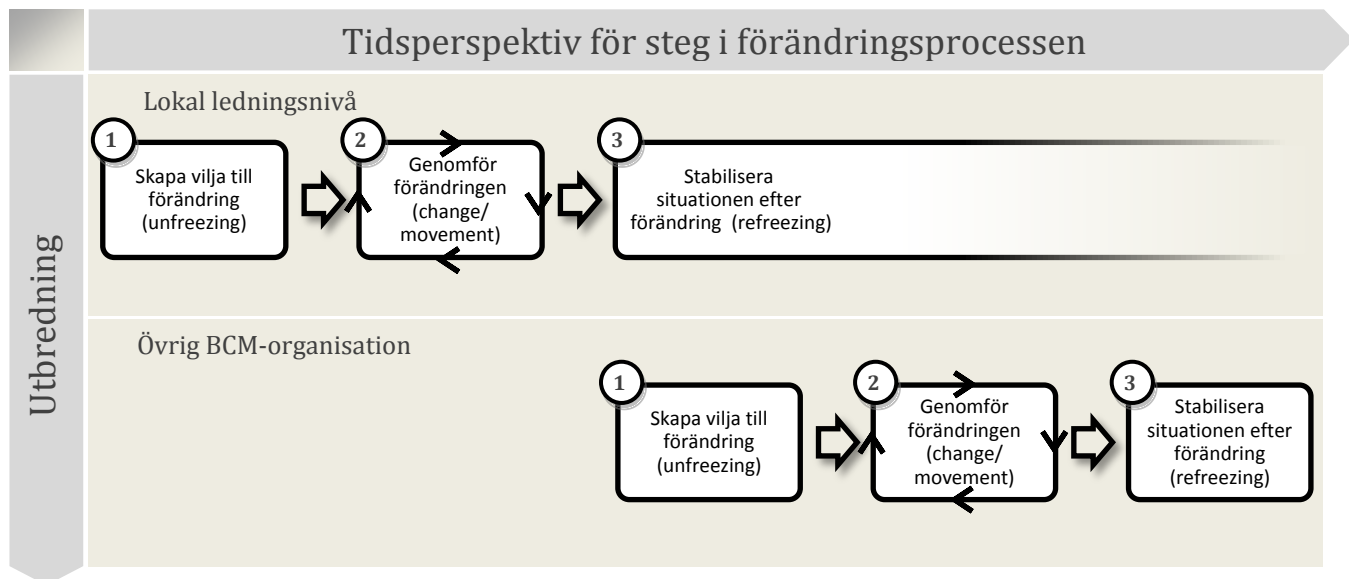 Tidsperspektiv för steg i förändringsprocessen
Utbredning
Lokal ledningsnivå
1
Skapa vilja till
förändring
(unfreezing)
2
Genomför
förändringen
(change/
movement)
3
Stabilisera
situationen efter
förändring (refreezing)
Övrig BCM-organisation
1
Skapa vilja till
förändring
(unfreezing)
2
Genomför
förändringen
(change/
movement)
3
Stabilisera
situationen efter
förändring
(refreezing)